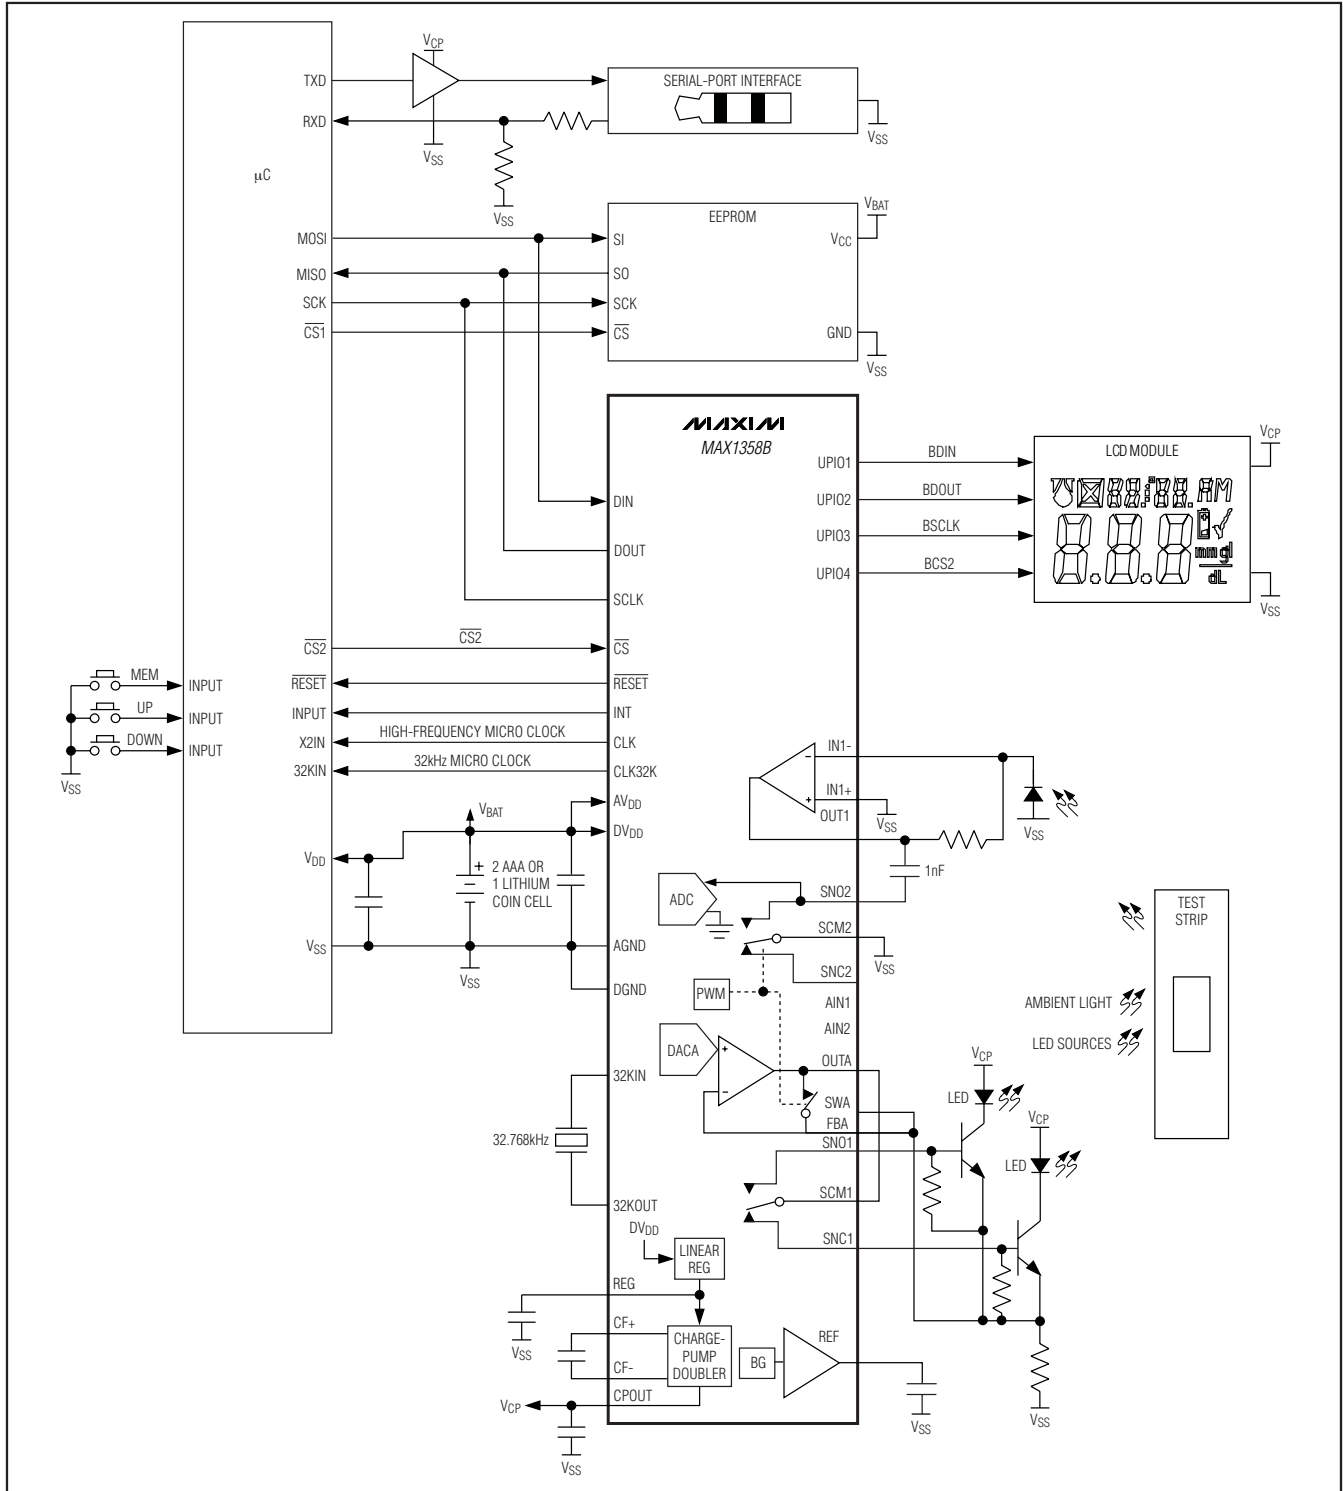 VCP
TXD
SERIAL-PORT INTERFACE
RXD
VSS
VSS
μC
VSS
EEPROM
VBAT
MOSI
SI
VCC
MISO
SO
SCK
SCK
CS1
CS
GND
VSS
MAXIM
MAX1358B
UPIO1
BDIN
LCD MODULE
VCP
UPIO2
BDOUT
UPIO3
BSCLK
UPIO4
BCS2
88:88. AM
8.8.8
mmgl
dL
VSS
DIN
DOUT
SCLK
CS2
CS2
CS
MEM
INPUT
RESET
RESET
UP
INPUT
INPUT
INT
DOWN
INPUT
X2IN
HIGH-FREQUENCY MICRO CLOCK
CLK
32KIN
32kHz MICRO CLOCK
CLK32K
VSS
IN1-
IN1+
OUT1
VSS
VSS
VBAT
AVDD
DVDD
VDD
+
2 AAA OR
1 LITHIUM
COIN CELL
1nF
ADC
SNO2
SCM2
VSS
SNC2
VSS
AGND
VSS
DGND
PWM
AIN1
AIN2
TEST
STRIP
AMBIENT LIGHT
LED SOURCES
DACA
+
-
OUTA
SWA
FBA
SNO1
SCM1
SNC1
VCP
LED
VCP
LED
32KIN
32.768kHz
32KOUT
DVDD
LINEAR
REG
REG
VSS
CF+
CHARGE-
PUMP
DOUBLER
CF-
CPOUT
VCP
VSS
BG
REF
VSS
VSS